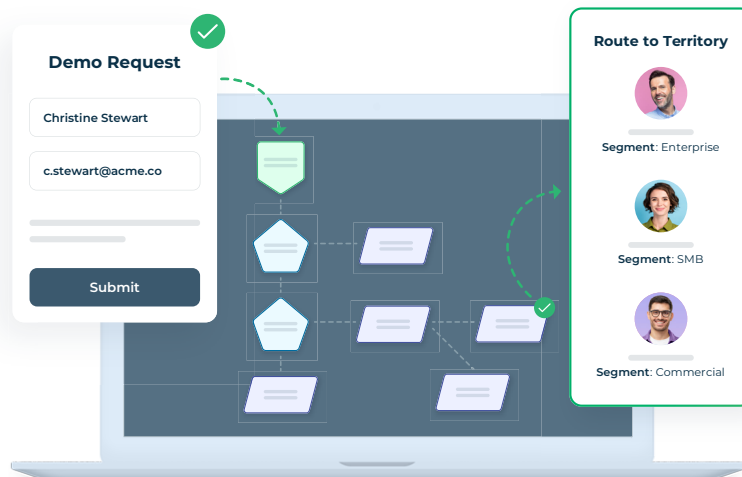 Demo Request
Christine Stewart
c.stewart@acme.co
Submit
Route to Territory
Segment: Enterprise
Segment: SMB
Segment: Commercial